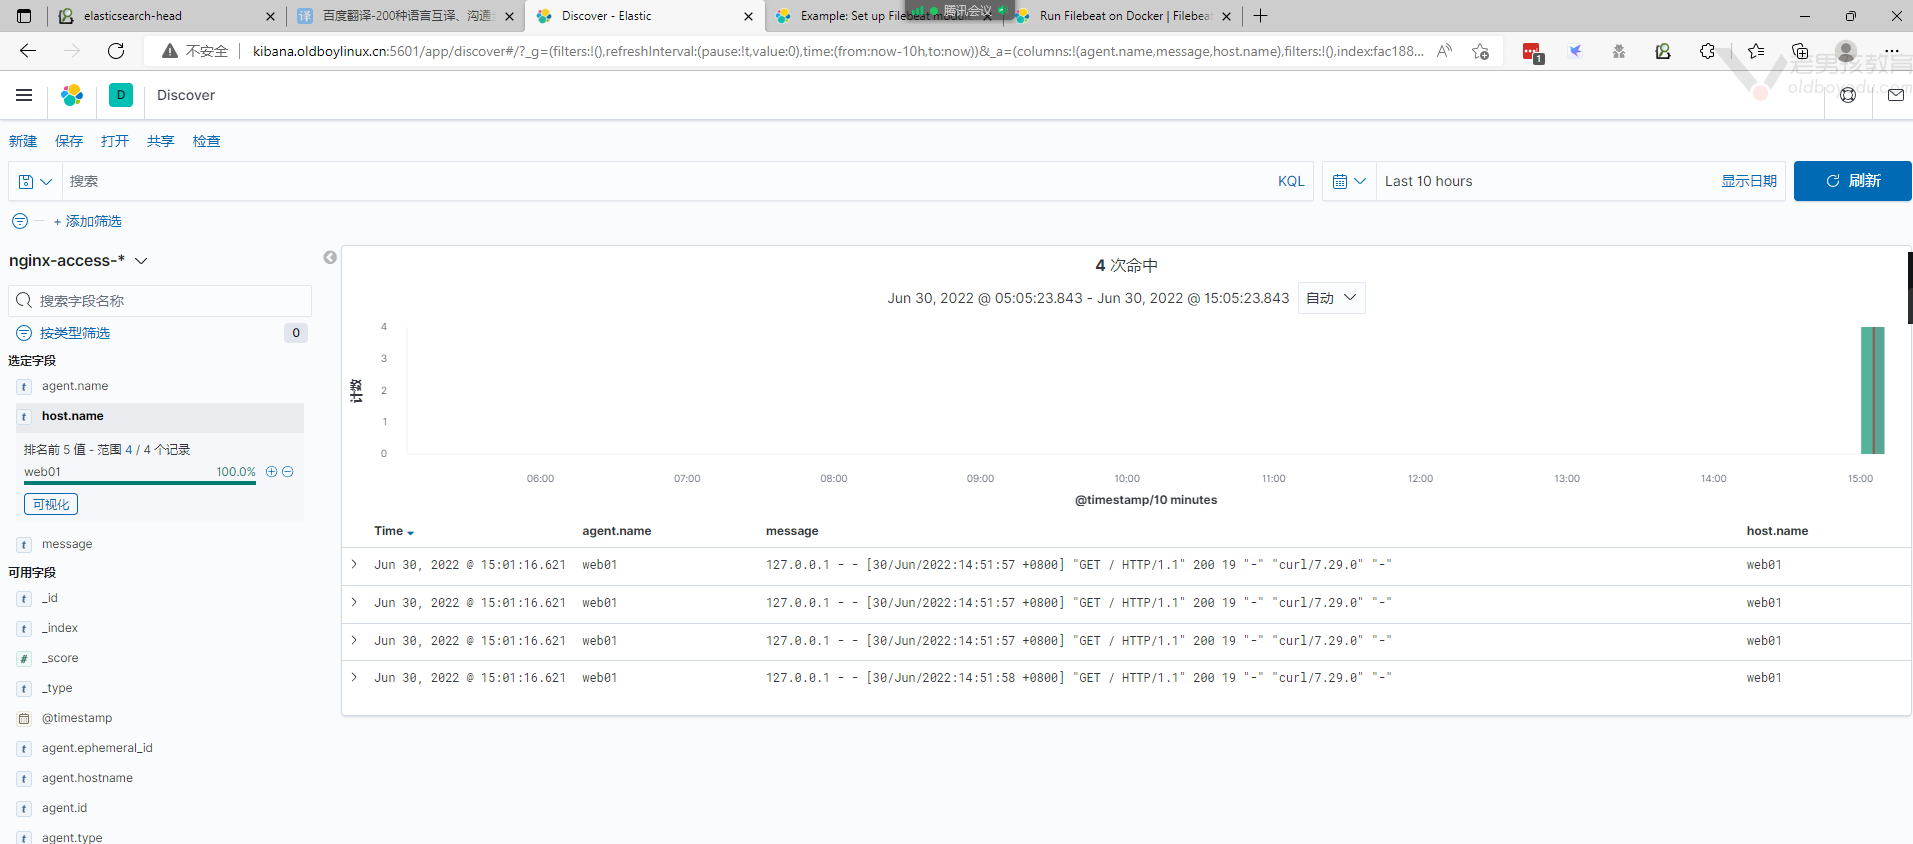 elasticsearch-head
译 百度翻译-200种语言互译、沟通全
Discover - Elastic
Example: Set up Filebeat modu
腾讯会议
Run Filebeat on Docker | Filebeat
不安全
kibana.oldboylinux.cn:5601/app/discover#/?_g=(filters:!(),refreshInterval:(pause:!t,value:0),time:(from:now-10h,to:now))&_a=(columns:!(agent.name,message,host.name),filters:!(),index:fac188...
1
老男孩教育
oldboyedu.com
D
Discover
新建 保存 打开 共享 检查
搜索
KQL
Last 10 hours
显示日期
刷新
+ 添加筛选
nginx-access-*
搜索字段名称
按类型筛选 0
选定字段
t agent.name
t host.name
排名前 5 值 - 范围 4 / 4 个记录
web01 100.0%
可视化
t message
可用字段
t _id
t _index
# _score
t _type
@timestamp
t agent.ephemeral_id
t agent.hostname
t agent.id
t agent.type
4 次命中
Jun 30, 2022 @ 05:05:23.843 - Jun 30, 2022 @ 15:05:23.843 自动
计数
4
3
2
1
0
06:00 07:00 08:00 09:00 10:00 11:00 12:00 13:00 14:00 15:00
@timestamp/10 minutes
Time agent.name message host.name
Jun 30, 2022 @ 15:01:16.621 web01 127.0.0.1 - - [30/Jun/2022:14:51:57 +0800] "GET / HTTP/1.1" 200 19 "-" "curl/7.29.0" "-" web01
Jun 30, 2022 @ 15:01:16.621 web01 127.0.0.1 - - [30/Jun/2022:14:51:57 +0800] "GET / HTTP/1.1" 200 19 "-" "curl/7.29.0" "-" web01
Jun 30, 2022 @ 15:01:16.621 web01 127.0.0.1 - - [30/Jun/2022:14:51:57 +0800] "GET / HTTP/1.1" 200 19 "-" "curl/7.29.0" "-" web01
Jun 30, 2022 @ 15:01:16.621 web01 127.0.0.1 - - [30/Jun/2022:14:51:58 +0800] "GET / HTTP/1.1" 200 19 "-" "curl/7.29.0" "-" web01